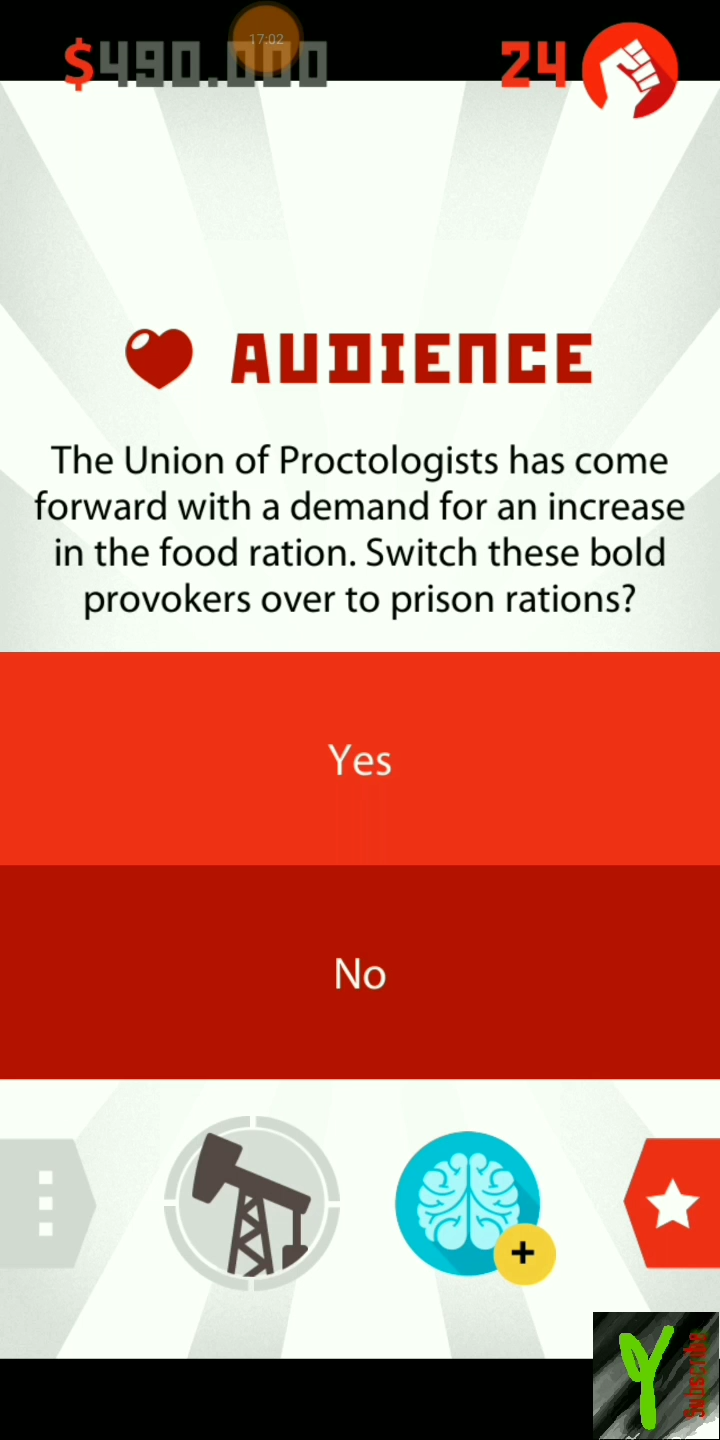 17:02
$490.000
24
AUDIENCE
The Union of Proctologists has come
forward with a demand for an increase
in the food ration. Switch these bold
provokers over to prison rations?
Yes
No
Subscribe